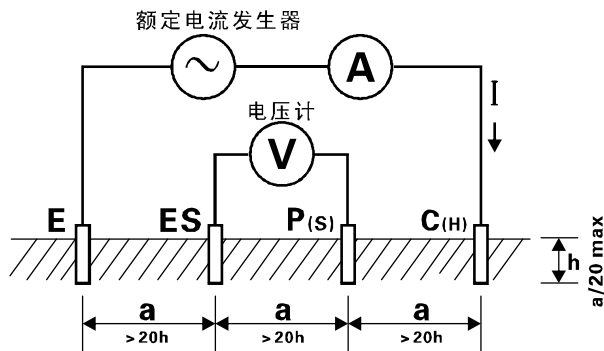 额定电流发生器
A
I
电压计
V
E ES P(S) C(H)
h
a/20 max
a a a
>20h >20h >20h